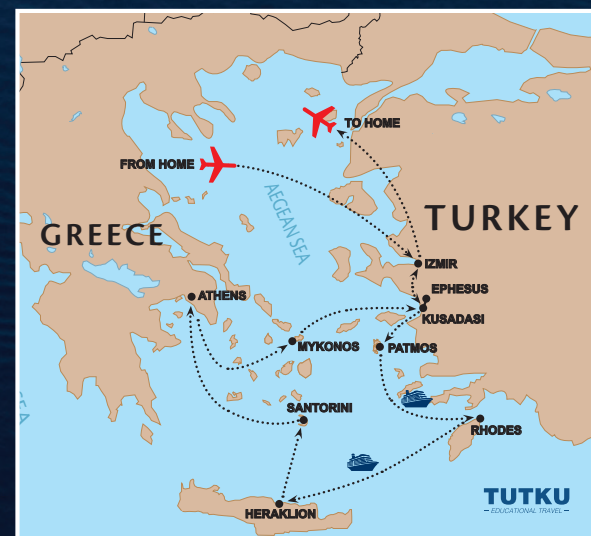 TO HOME
FROM HOME
AEGEAN SEA
TURKEY
GREECE
IZMIR
EPHESUS
ATHENS
KUSADASI
MYKONOS
PATMOS
SEA
SANTORINI
RHODES
HERAKLION
TUTKU
EDUCATIONAL TRAVEL